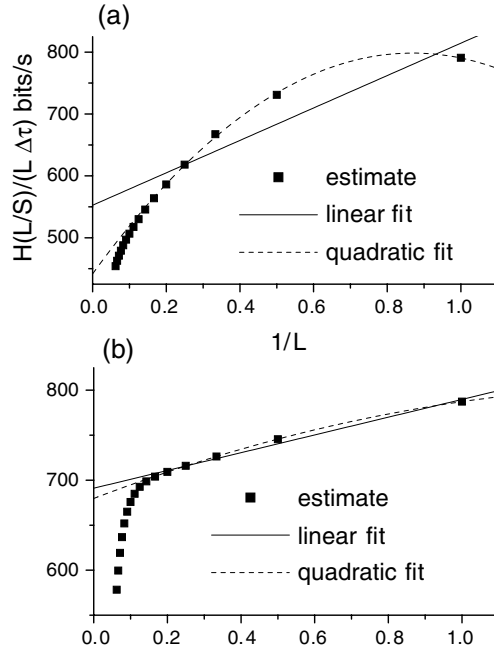 (a)
800
700
600
500
H(L/S)/(L Δτ) bits/s
estimate
linear fit
quadratic fit
0.0 0.2 0.4 0.6 0.8 1.0
1/L
(b)
800
700
600
estimate
linear fit
quadratic fit
0.0 0.2 0.4 0.6 0.8 1.0